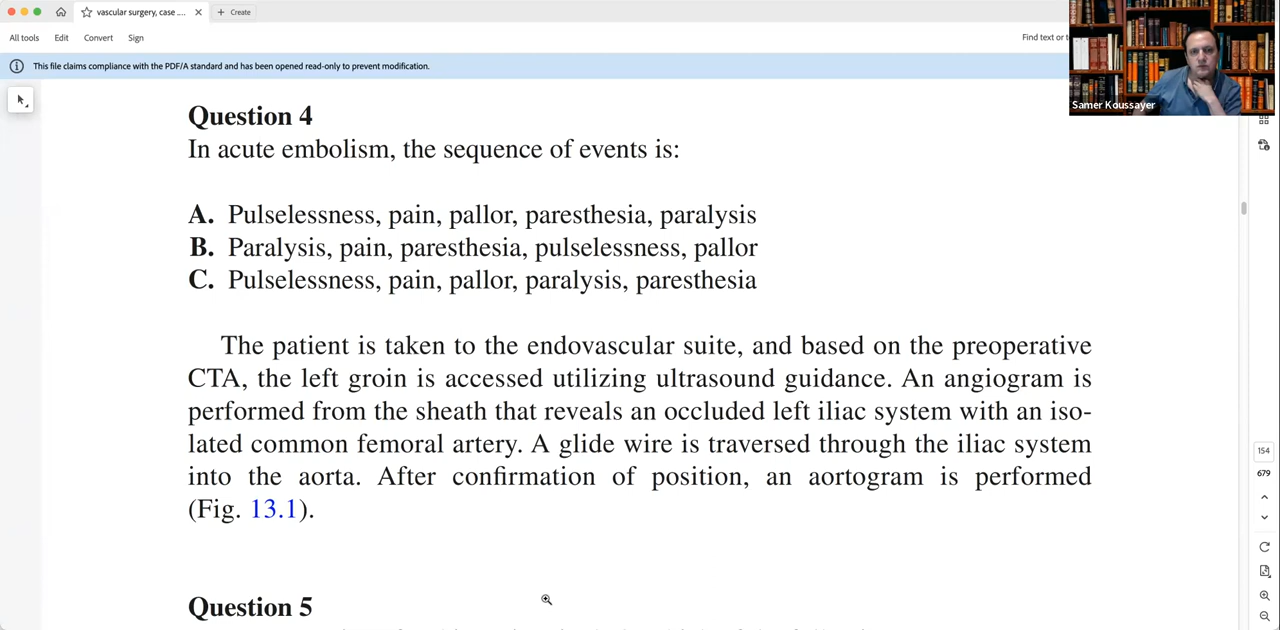 vascular surgery, case ....
Create
All tools
Edit
Convert
Sign
Find text or t
This file claims compliance with the PDF/A standard and has been opened read-only to prevent modification.
Samer Koussayer
Question 4
In acute embolism, the sequence of events is:
A. Pulselessness, pain, pallor, paresthesia, paralysis
B. Paralysis, pain, paresthesia, pulselessness, pallor
C. Pulselessness, pain, pallor, paralysis, paresthesia
The patient is taken to the endovascular suite, and based on the preoperative
CTA, the left groin is accessed utilizing ultrasound guidance. An angiogram is
performed from the sheath that reveals an occluded left iliac system with an iso-
lated common femoral artery. A glide wire is traversed through the iliac system
into the aorta. After confirmation of position, an aortogram is performed
(Fig. 13.1).
154
679
Question 5